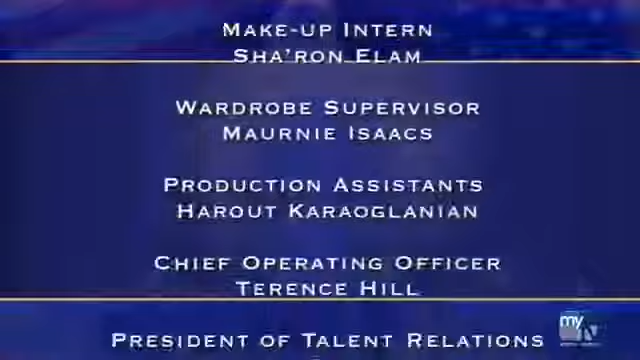 MAKE-UP INTERN
SHA'RON ELAM
WARDROBE SUPERVISOR
MAURNIE ISAACS
PRODUCTION ASSISTANTS
HAROUT KARAOGLANIAN
CHIEF OPERATING OFFICER
TERENCE HILL
my
PRESIDENT OF TALENT RELATIONS